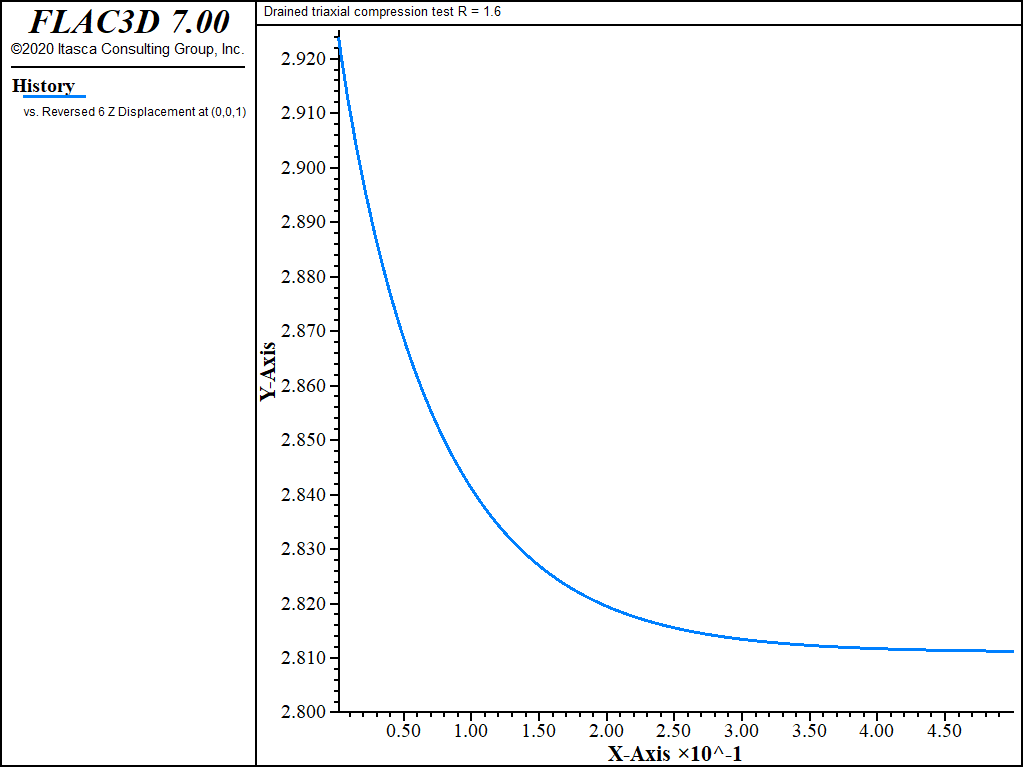 FLAC3D 7.00
©2020 Itasca Consulting Group, Inc.
History
vs. Reversed 6 Z Displacement at (0,0,1)
Drained triaxial compression test R = 1.6
2.920
2.910
2.900
2.890
2.880
2.870
2.860
2.850
2.840
2.830
2.820
2.810
2.800
Y-Axis
0.50 1.00 1.50 2.00 2.50 3.00 3.50 4.00 4.50
X-Axis ×10^-1